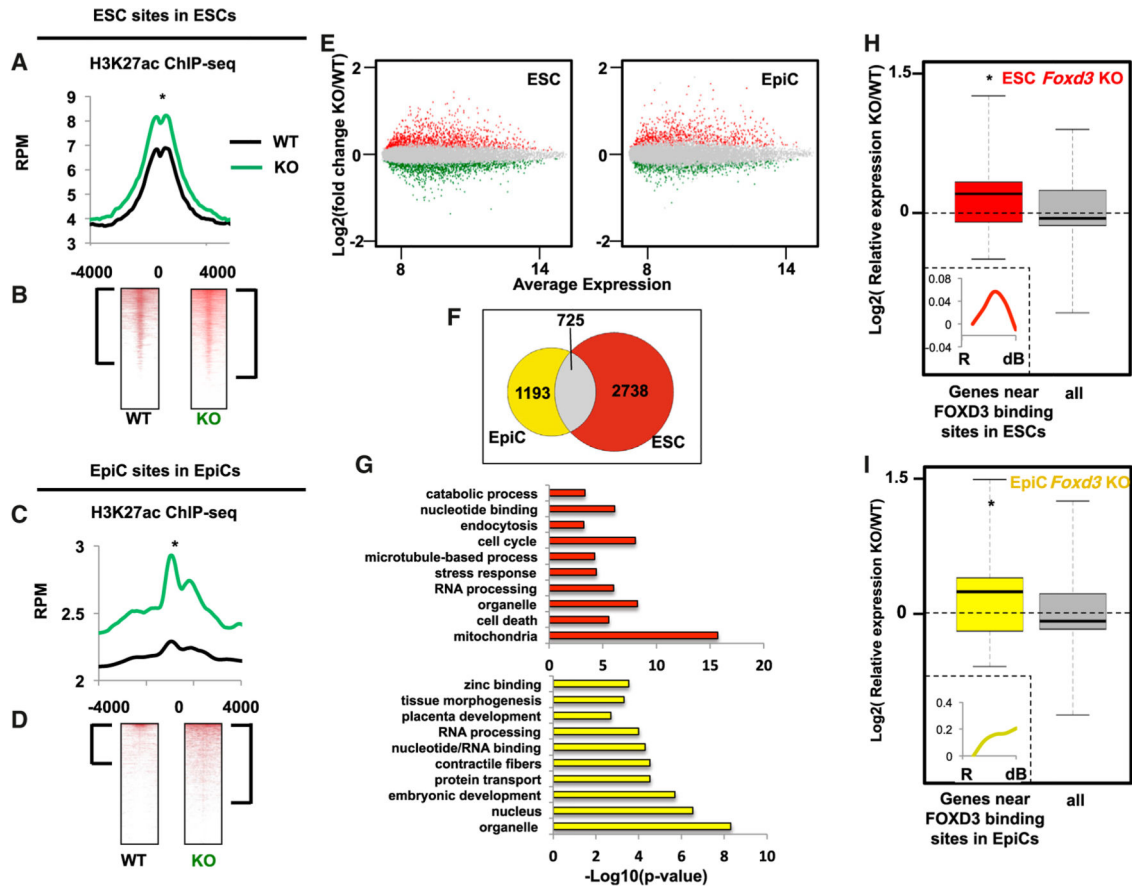 ESC sites in ESCs
A
H3K27ac ChIP-seq
RPM
9
8
7
6
5
4
3
*
WT
KO
-4000 0 4000
B
WT KO
EpiC sites in EpiCs
C
H3K27ac ChIP-seq
RPM
3
2.5
2
*
D
0 0 4000
WT KO
E
Log2(fold change KO/WT)
2
0
-2
ESC
8 14
2
0
-2
EpiC
8 14
Average Expression
F
725
1193
2738
EpiC
ESC
G
catabolic process
nucleotide binding
endocytosis
cell cycle
microtubule-based process
stress response
RNA processing
organelle
cell death
mitochondria
0 5 10 15 20
zinc binding
tissue morphogenesis
placenta development
RNA processing
nucleotide/RNA binding
contractile fibers
protein transport
embryonic development
nucleus
organelle
0 2 4 6 8 10
-Log10(p-value)
H
Log2( Relative expression KO/WT)
1.5
0
* ESC Foxd3 KO
0.08
0.04
0
-0.04
R dB
Genes near
FOXD3 binding
sites in ESCs
all
I
Log2( Relative expression KO/WT)
1.5
0
EpiC Foxd3 KO
*
0.4
0.2
0
R dB
Genes near
FOXD3 binding
sites in EpiCs
all